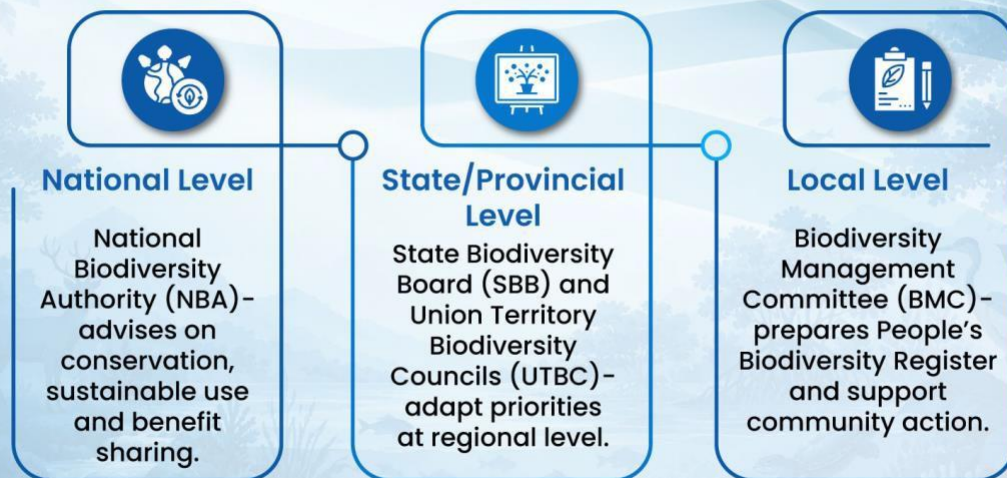 National Level
National
Biodiversity
Authority (NBA)-
advises on
conservation,
sustainable use
and benefit
sharing.
State/Provincial
Level
State Biodiversity
Board (SBB) and
Union Territory
Biodiversity
Councils (UTBC)-
adapt priorities
at regional level.
Local Level
Biodiversity
Management
Committee (BMC)-
prepares People’s
Biodiversity Register
and support
community action.